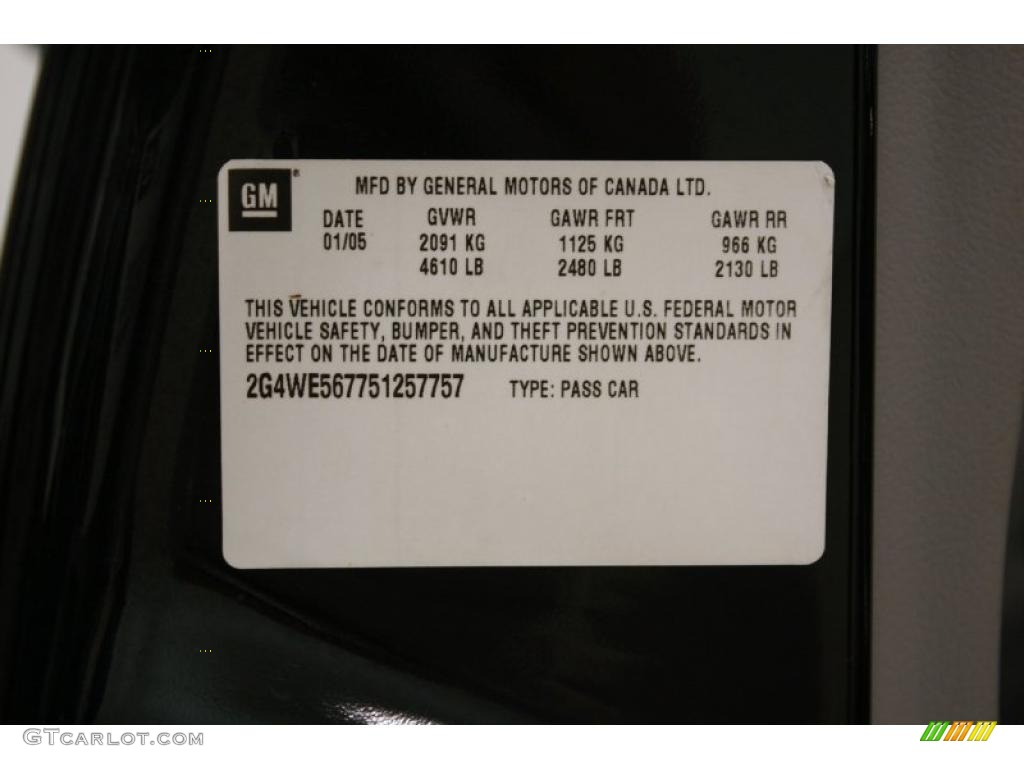 GM®
MFD BY GENERAL MOTORS OF CANADA LTD.
DATE GVWR GAWR FRT GAWR RR
01/05 2091 KG 1125 KG 966 KG
4610 LB 2480 LB 2130 LB
THIS VEHICLE CONFORMS TO ALL APPLICABLE U.S. FEDERAL MOTOR
VEHICLE SAFETY, BUMPER, AND THEFT PREVENTION STANDARDS IN
EFFECT ON THE DATE OF MANUFACTURE SHOWN ABOVE.
2G4WE567751257757 TYPE: PASS CAR
GTCARLOT.COM